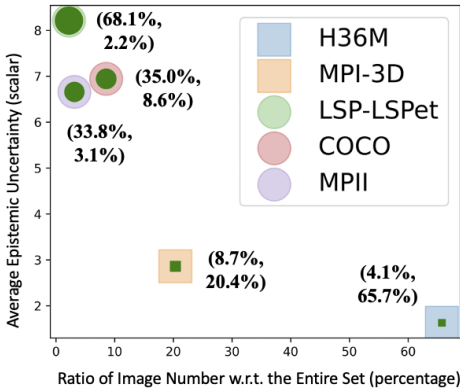 Average Epistemic Uncertainty (scalar)
8
7
6
5
4
3
2
(68.1%,
2.2%)
(35.0%,
8.6%)
(33.8%,
3.1%)
H36M
MPI-3D
LSP-LSPet
COCO
MPII
(8.7%,
20.4%)
(4.1%,
65.7%)
0 10 20 30 40 50 60
Ratio of Image Number w.r.t. the Entire Set (percentage)